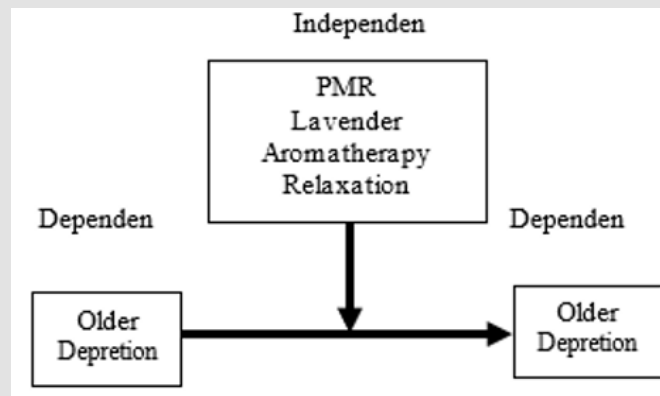 Independen
PMR
Lavender
Aromatherapy
Relaxation
Dependen
Dependen
Older
Depretion
Older
Depretion